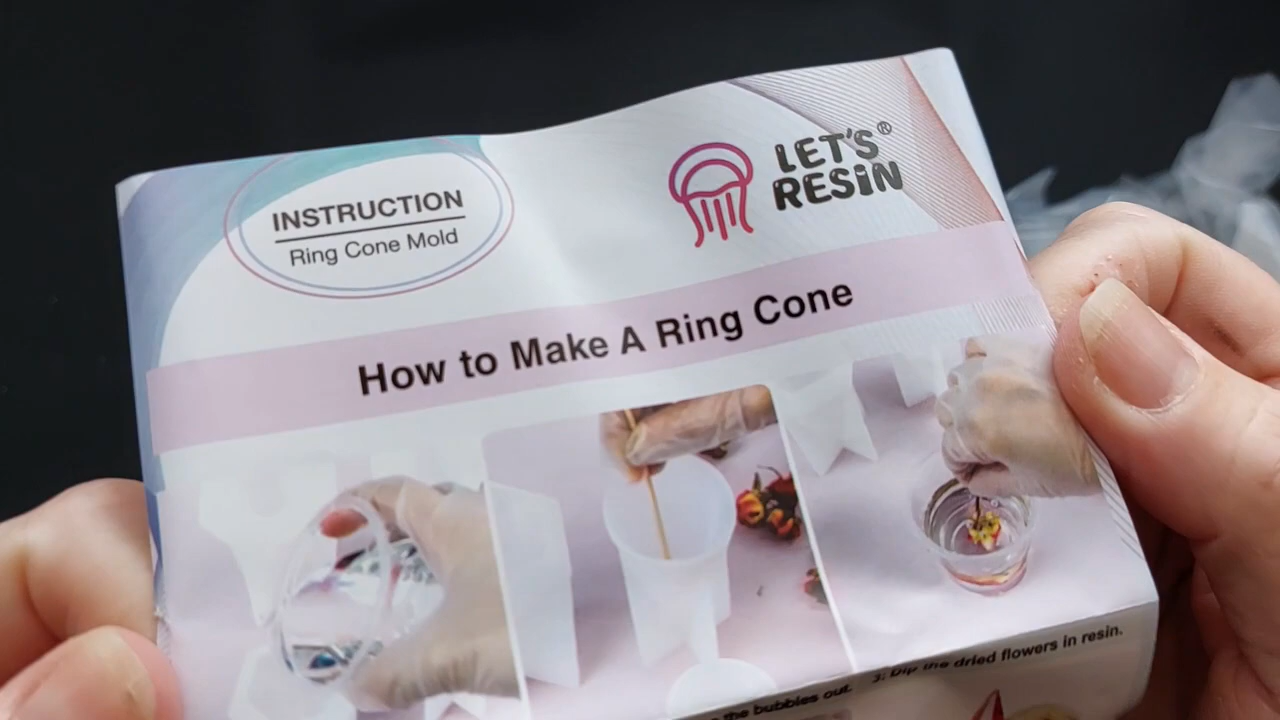 INSTRUCTION
Ring Cone Mold
LET'S®
RESiN
How to Make A Ring Cone
the bubbles out.
3. Dip the dried flowers in resin.